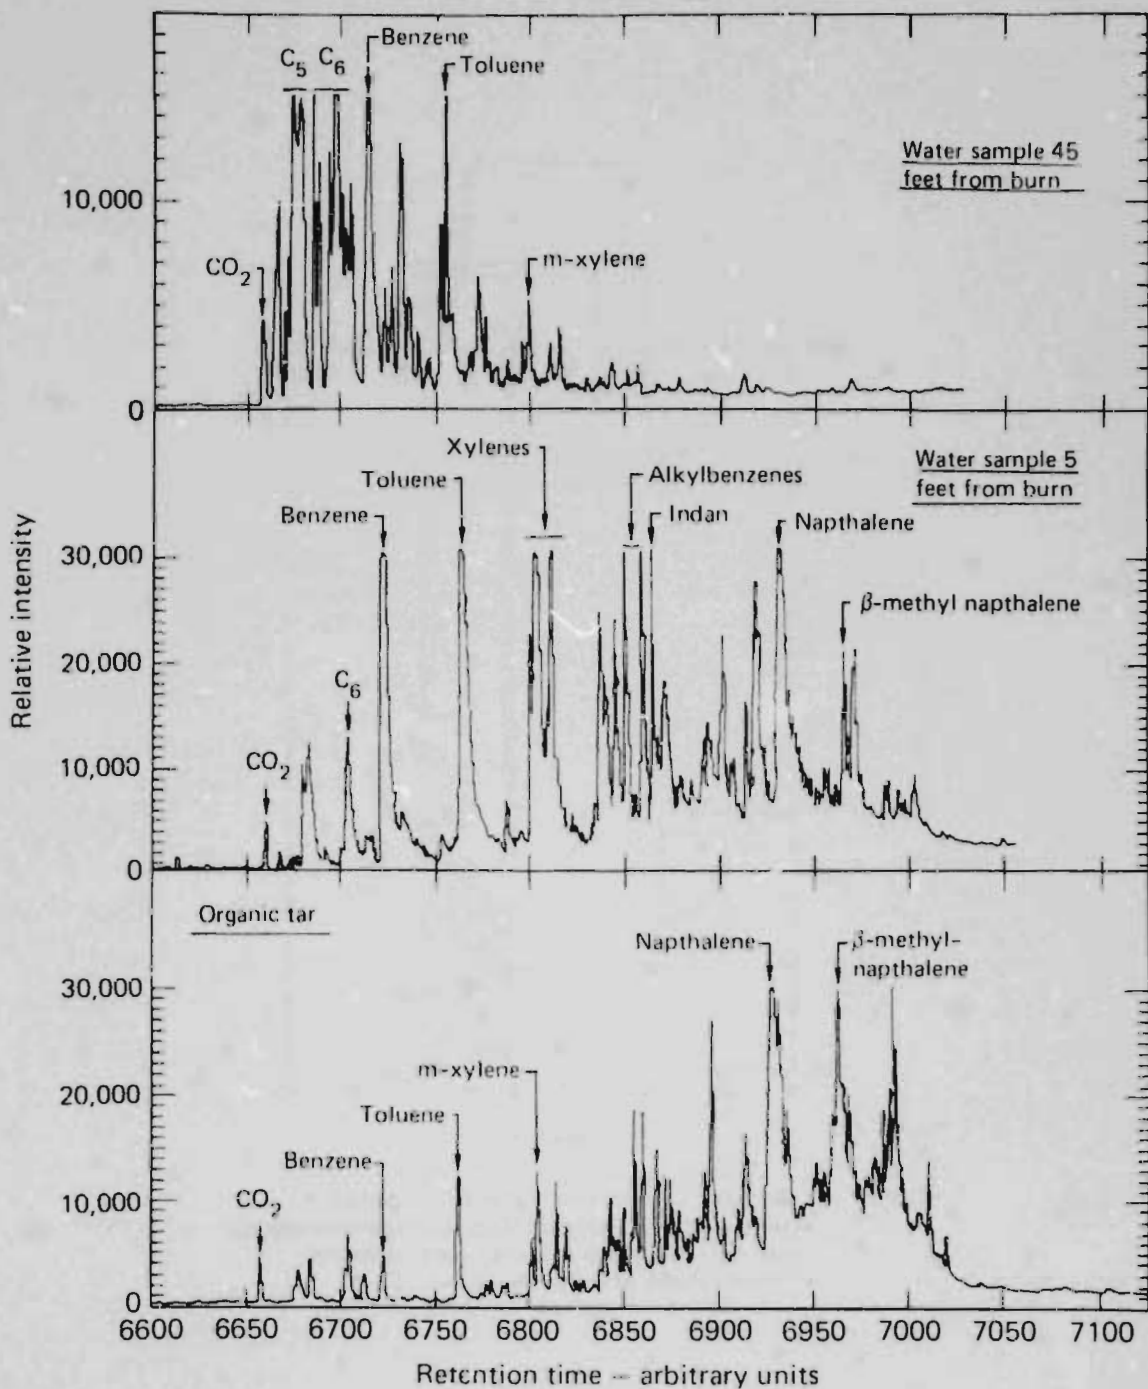 Benzene
C5 C6
Toluene
Water sample 45
feet from burn
10,000
CO2
m-xylene
0
Xylenes
Water sample 5
feet from burn
Toluene
Alkylbenzenes
Benzene
Indan
Napthalene
30,000
β-methyl napthalene
20,000
C6
10,000
CO2
0
Relative intensity
Organic tar
Napthalene
β-methyl-
napthalene
30,000
m-xylene
20,000
Toluene
Benzene
10,000
CO2
0
6600 6650 6700 6750 6800 6850 6900 6950 7000 7050 7100
Retention time – arbitrary units